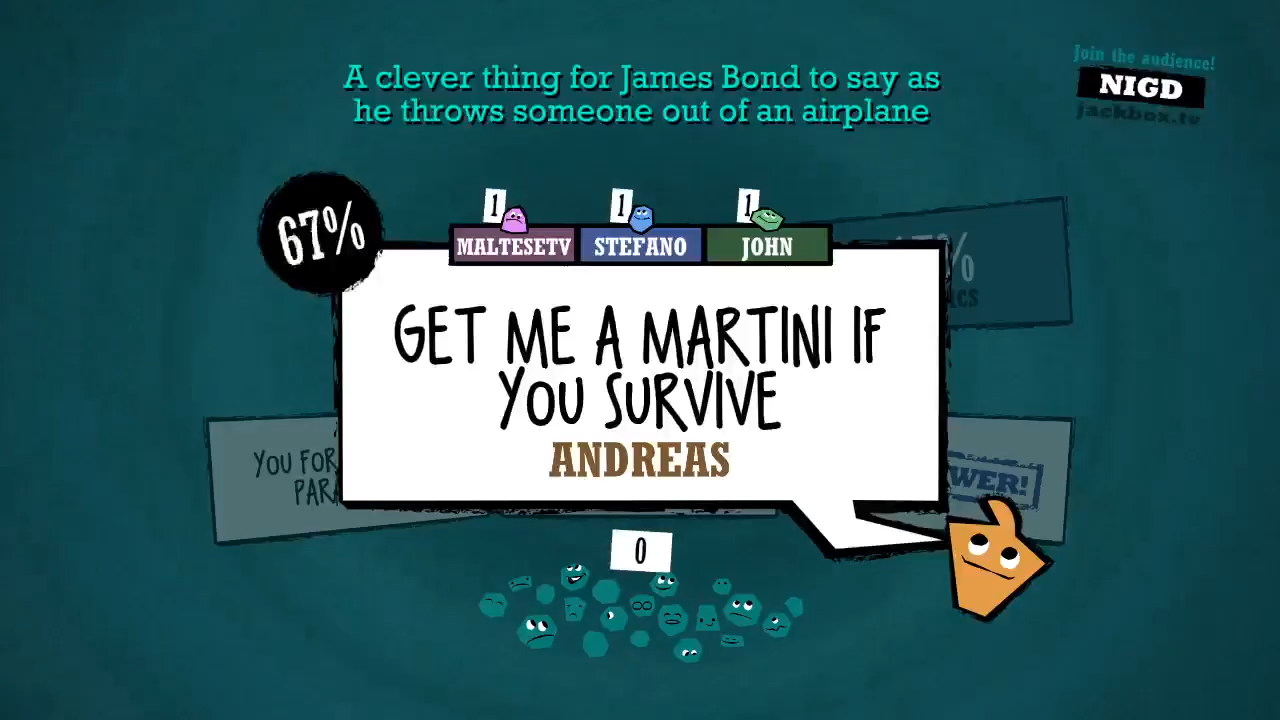 Join the audience!
NIGD
jackbox.tv
A clever thing for James Bond to say as
he throws someone out of an airplane
67%
1
1
1
MALTESETV
STEFANO
JOHN
GET ME A MARTINI IF
YOU SURVIVE
ANDREAS
YOU FOR
0